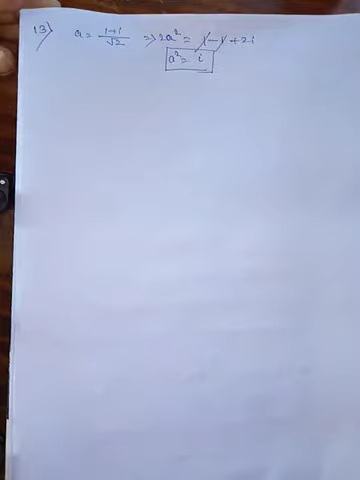 13) a = 1+i/√2 => 2a² = 1 - 1 + 2i
a² = i